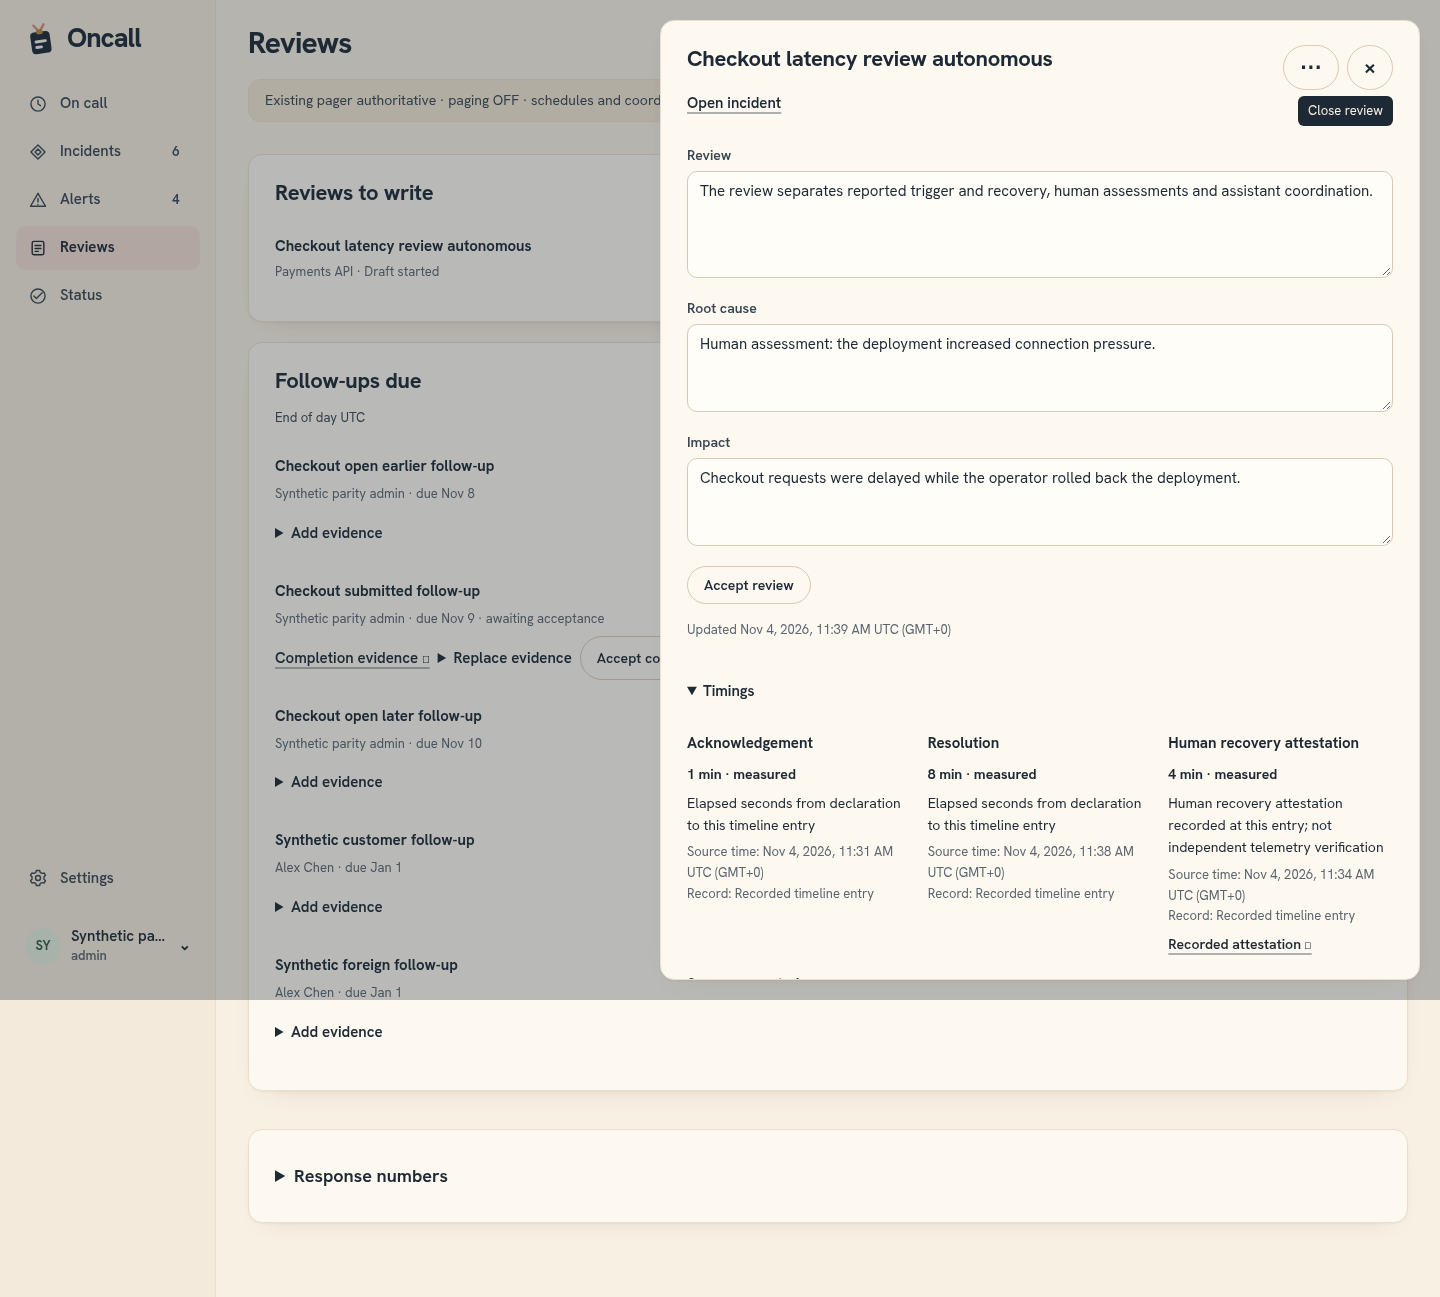 Oncall
On call
Incidents 6
Alerts 4
Reviews
Status
Settings
SY
Synthetic pa...
admin
Reviews
Existing pager authoritative · paging OFF · schedules and coord
Reviews to write
Checkout latency review autonomous
Payments API · Draft started
Follow-ups due
End of day UTC
Checkout open earlier follow-up
Synthetic parity admin · due Nov 8
Add evidence
Checkout submitted follow-up
Synthetic parity admin · due Nov 9 · awaiting acceptance
Completion evidence Replace evidence Accept co
Checkout open later follow-up
Synthetic parity admin · due Nov 10
Add evidence
Synthetic customer follow-up
Alex Chen · due Jan 1
Add evidence
Synthetic foreign follow-up
Alex Chen · due Jan 1
Add evidence
Response numbers
Checkout latency review autonomous
Open incident
Close review
Review
The review separates reported trigger and recovery, human assessments and assistant coordination.
Root cause
Human assessment: the deployment increased connection pressure.
Impact
Checkout requests were delayed while the operator rolled back the deployment.
Accept review
Updated Nov 4, 2026, 11:39 AM UTC (GMT+0)
Timings
Acknowledgement
1 min · measured
Elapsed seconds from declaration
to this timeline entry
Source time: Nov 4, 2026, 11:31 AM
UTC (GMT+0)
Record: Recorded timeline entry
Resolution
8 min · measured
Elapsed seconds from declaration
to this timeline entry
Source time: Nov 4, 2026, 11:38 AM
UTC (GMT+0)
Record: Recorded timeline entry
Human recovery attestation
4 min · measured
Human recovery attestation
recorded at this entry; not
independent telemetry verification
Source time: Nov 4, 2026, 11:34 AM
UTC (GMT+0)
Record: Recorded timeline entry
Recorded attestation